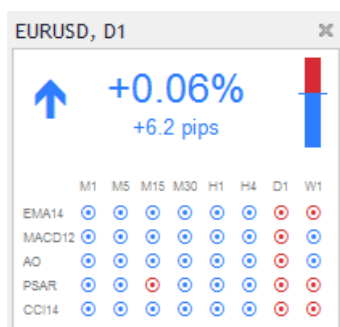 EURUSD, D1
+0.06%
+6.2 pips
M1 M5 M15 M30 H1 H4 D1 W1
EMA14
MACD12
AO
PSAR
CCI14